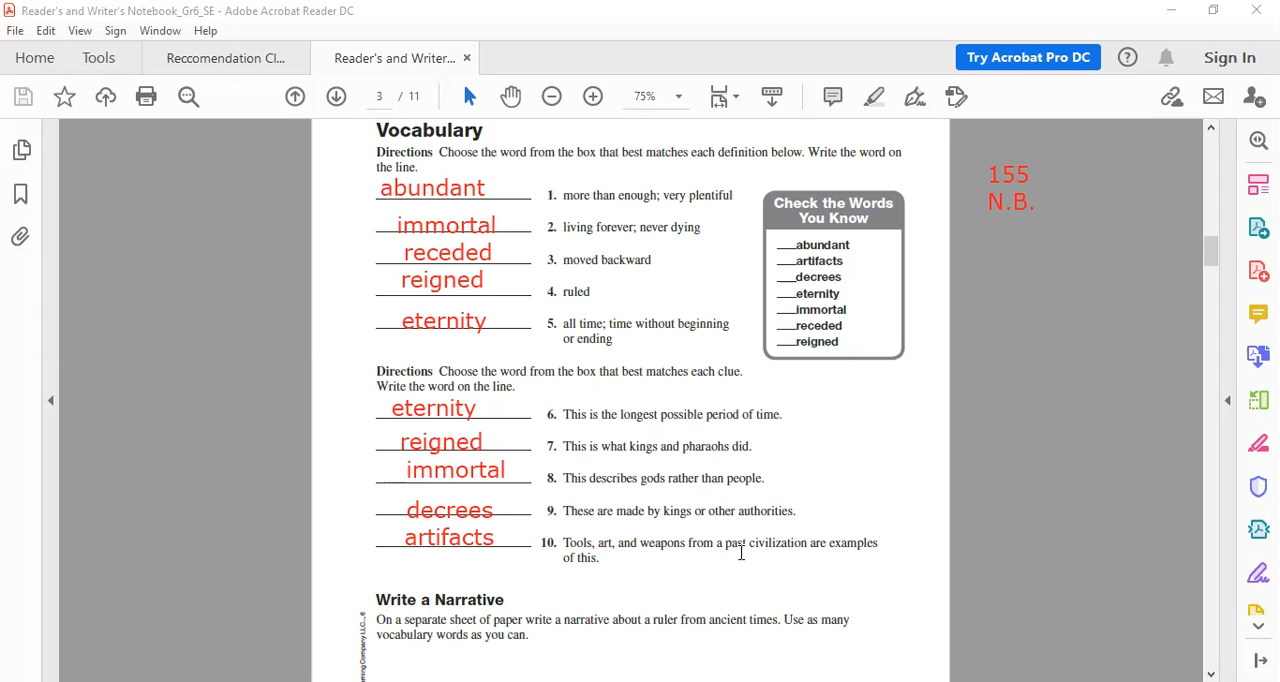 Reader's and Writer's Notebook_Gr6_SE - Adobe Acrobat Reader DC
File Edit View Sign Window Help
Home Tools Reccomendation Cl... Reader's and Writer... × Try Acrobat Pro DC Sign In
3 / 11 75%
Vocabulary
Directions Choose the word from the box that best matches each definition below. Write the word on
the line.
155
N.B.
abundant 1. more than enough; very plentiful
immortal 2. living forever; never dying
receded 3. moved backward
reigned 4. ruled
eternity 5. all time; time without beginning
or ending
Check the Words
You Know
___abundant
___artifacts
___decrees
___eternity
___immortal
___receded
___reigned
Directions Choose the word from the box that best matches each clue.
Write the word on the line.
eternity 6. This is the longest possible period of time.
reigned 7. This is what kings and pharaohs did.
immortal 8. This describes gods rather than people.
decrees 9. These are made by kings or other authorities.
artifacts 10. Tools, art, and weapons from a past civilization are examples
of this.
Write a Narrative
On a separate sheet of paper write a narrative about a ruler from ancient times. Use as many
vocabulary words as you can.
ming Company LLC., 6